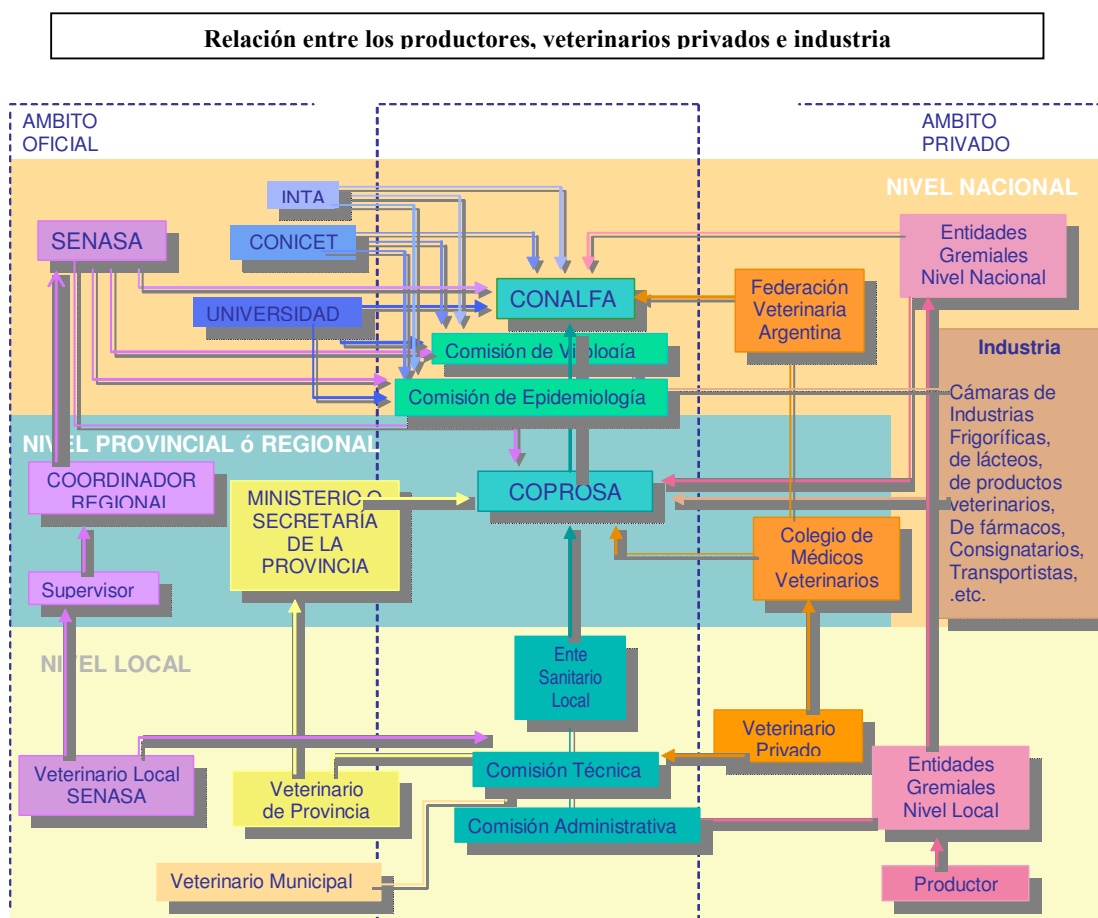 Relación entre los productores, veterinarios privados e industria
AMBITO
OFICIAL
AMBITO
PRIVADO
NIVEL NACIONAL
INTA
SENASA
CONICET
Entidades
Gremiales
Nivel Nacional
CONALFA
Federación
Veterinaria
Argentina
UNIVERSIDAD
Comisión de Virología
Comisión de Epidemiología
Industria
Cámaras de
Industrias
Frigoríficas,
de lácteos,
de productos
veterinarios,
De fármacos,
Consignatarios,
Transportistas,
.etc.
NIVEL PROVINCIAL ó REGIONAL
COORDINADOR
REGIONAL
MINISTERIO O
SECRETARÍA
DE LA
PROVINCIA
COPROSA
Colegio de
Médicos
Veterinarios
Supervisor
NIVEL LOCAL
Ente
Sanitario
Local
Veterinario
Privado
Veterinario Local
SENASA
Veterinario
de Provincia
Comisión Técnica
Entidades
Gremiales
Nivel Local
Comisión Administrativa
Veterinario Municipal
Productor